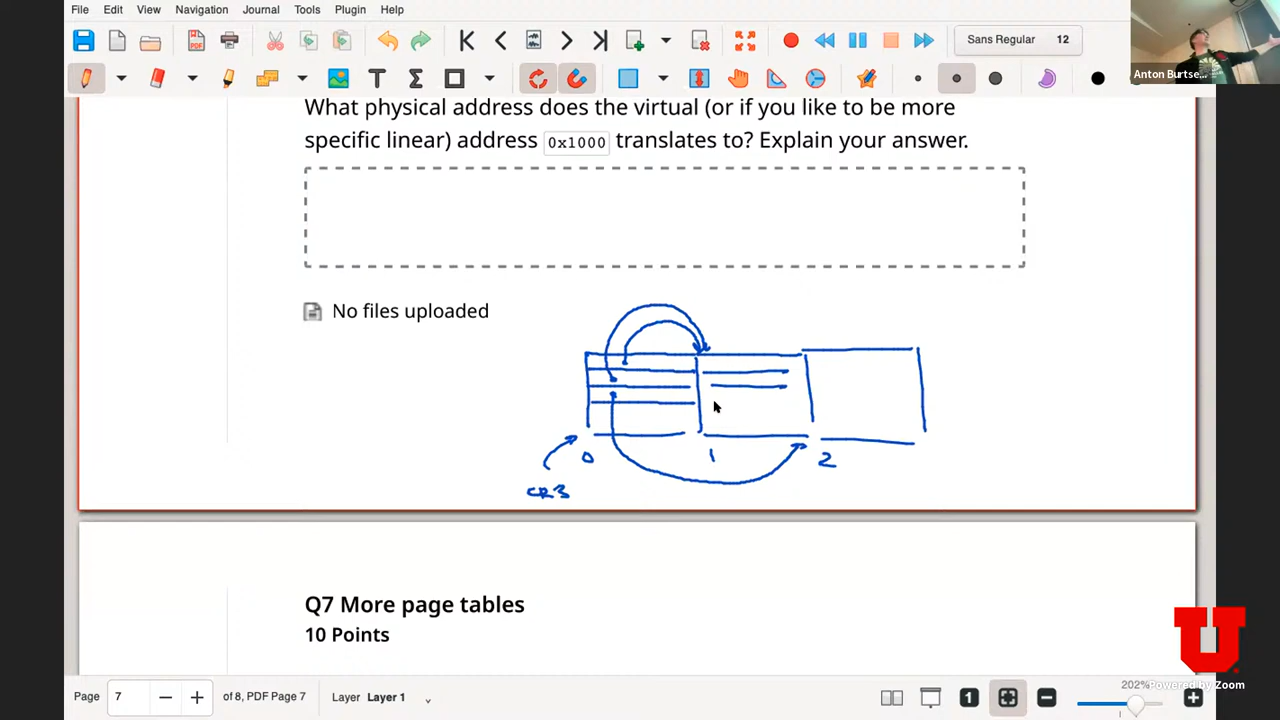 File Edit View Navigation Journal Tools Plugin Help
Sans Regular 12
Anton Burtse...
What physical address does the virtual (or if you like to be more
specific linear) address 0x1000 translates to? Explain your answer.
No files uploaded
0 1 2
CR3
Q7 More page tables
10 Points
U
Powered by Zoom
Page 7 of 8, PDF Page 7 Layer Layer 1 1 202%